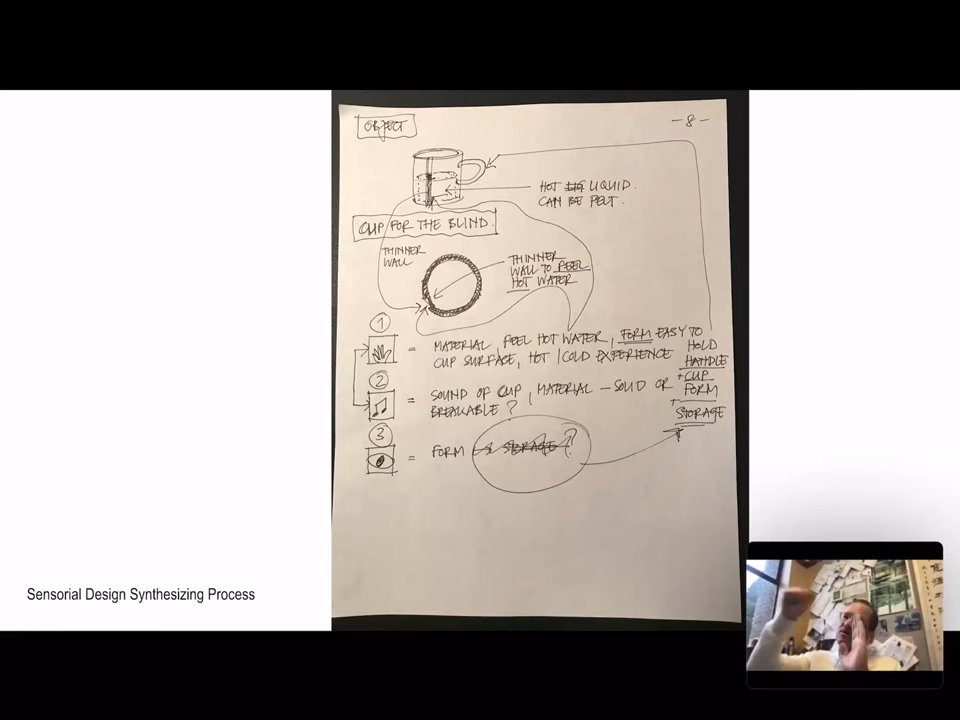 OBJECT
- 8 -
HOT LIQUID.
CAN BE FELT.
CUP FOR THE BLIND.
THINNER
WALL
THINNER
WALL TO FEEL
HOT WATER
1
= MATERIAL, FEEL HOT WATER, FORM EASY TO
CUP SURFACE, HOT / COLD EXPERIENCE
HOLD
HANDLE
+ CUP
FORM
+
STORAGE
2
= SOUND OF CUP, MATERIAL - SOLID OR
BREAKABLE ?
3
= FORM & STORAGE ?
Sensorial Design Synthesizing Process